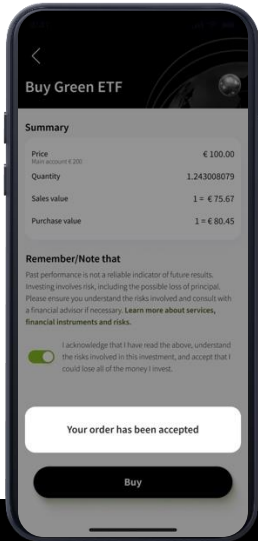 Buy Green ETF
Summary
Price € 100.00
Main account € 200
Quantity 1.243008079
Sales value 1 = € 75.67
Purchase value 1 = € 80.45
Remember/Note that
Past performance is not a reliable indicator of future results.
Investing involves risk, including the possible loss of principal.
Please ensure you understand the risks involved and consult with
a financial advisor if necessary. Learn more about services,
financial instruments and risks.
I acknowledge that I have read the above, understand
the risks involved in this investment, and accept that I
could lose all of the money I invest.
Your order has been accepted
Buy